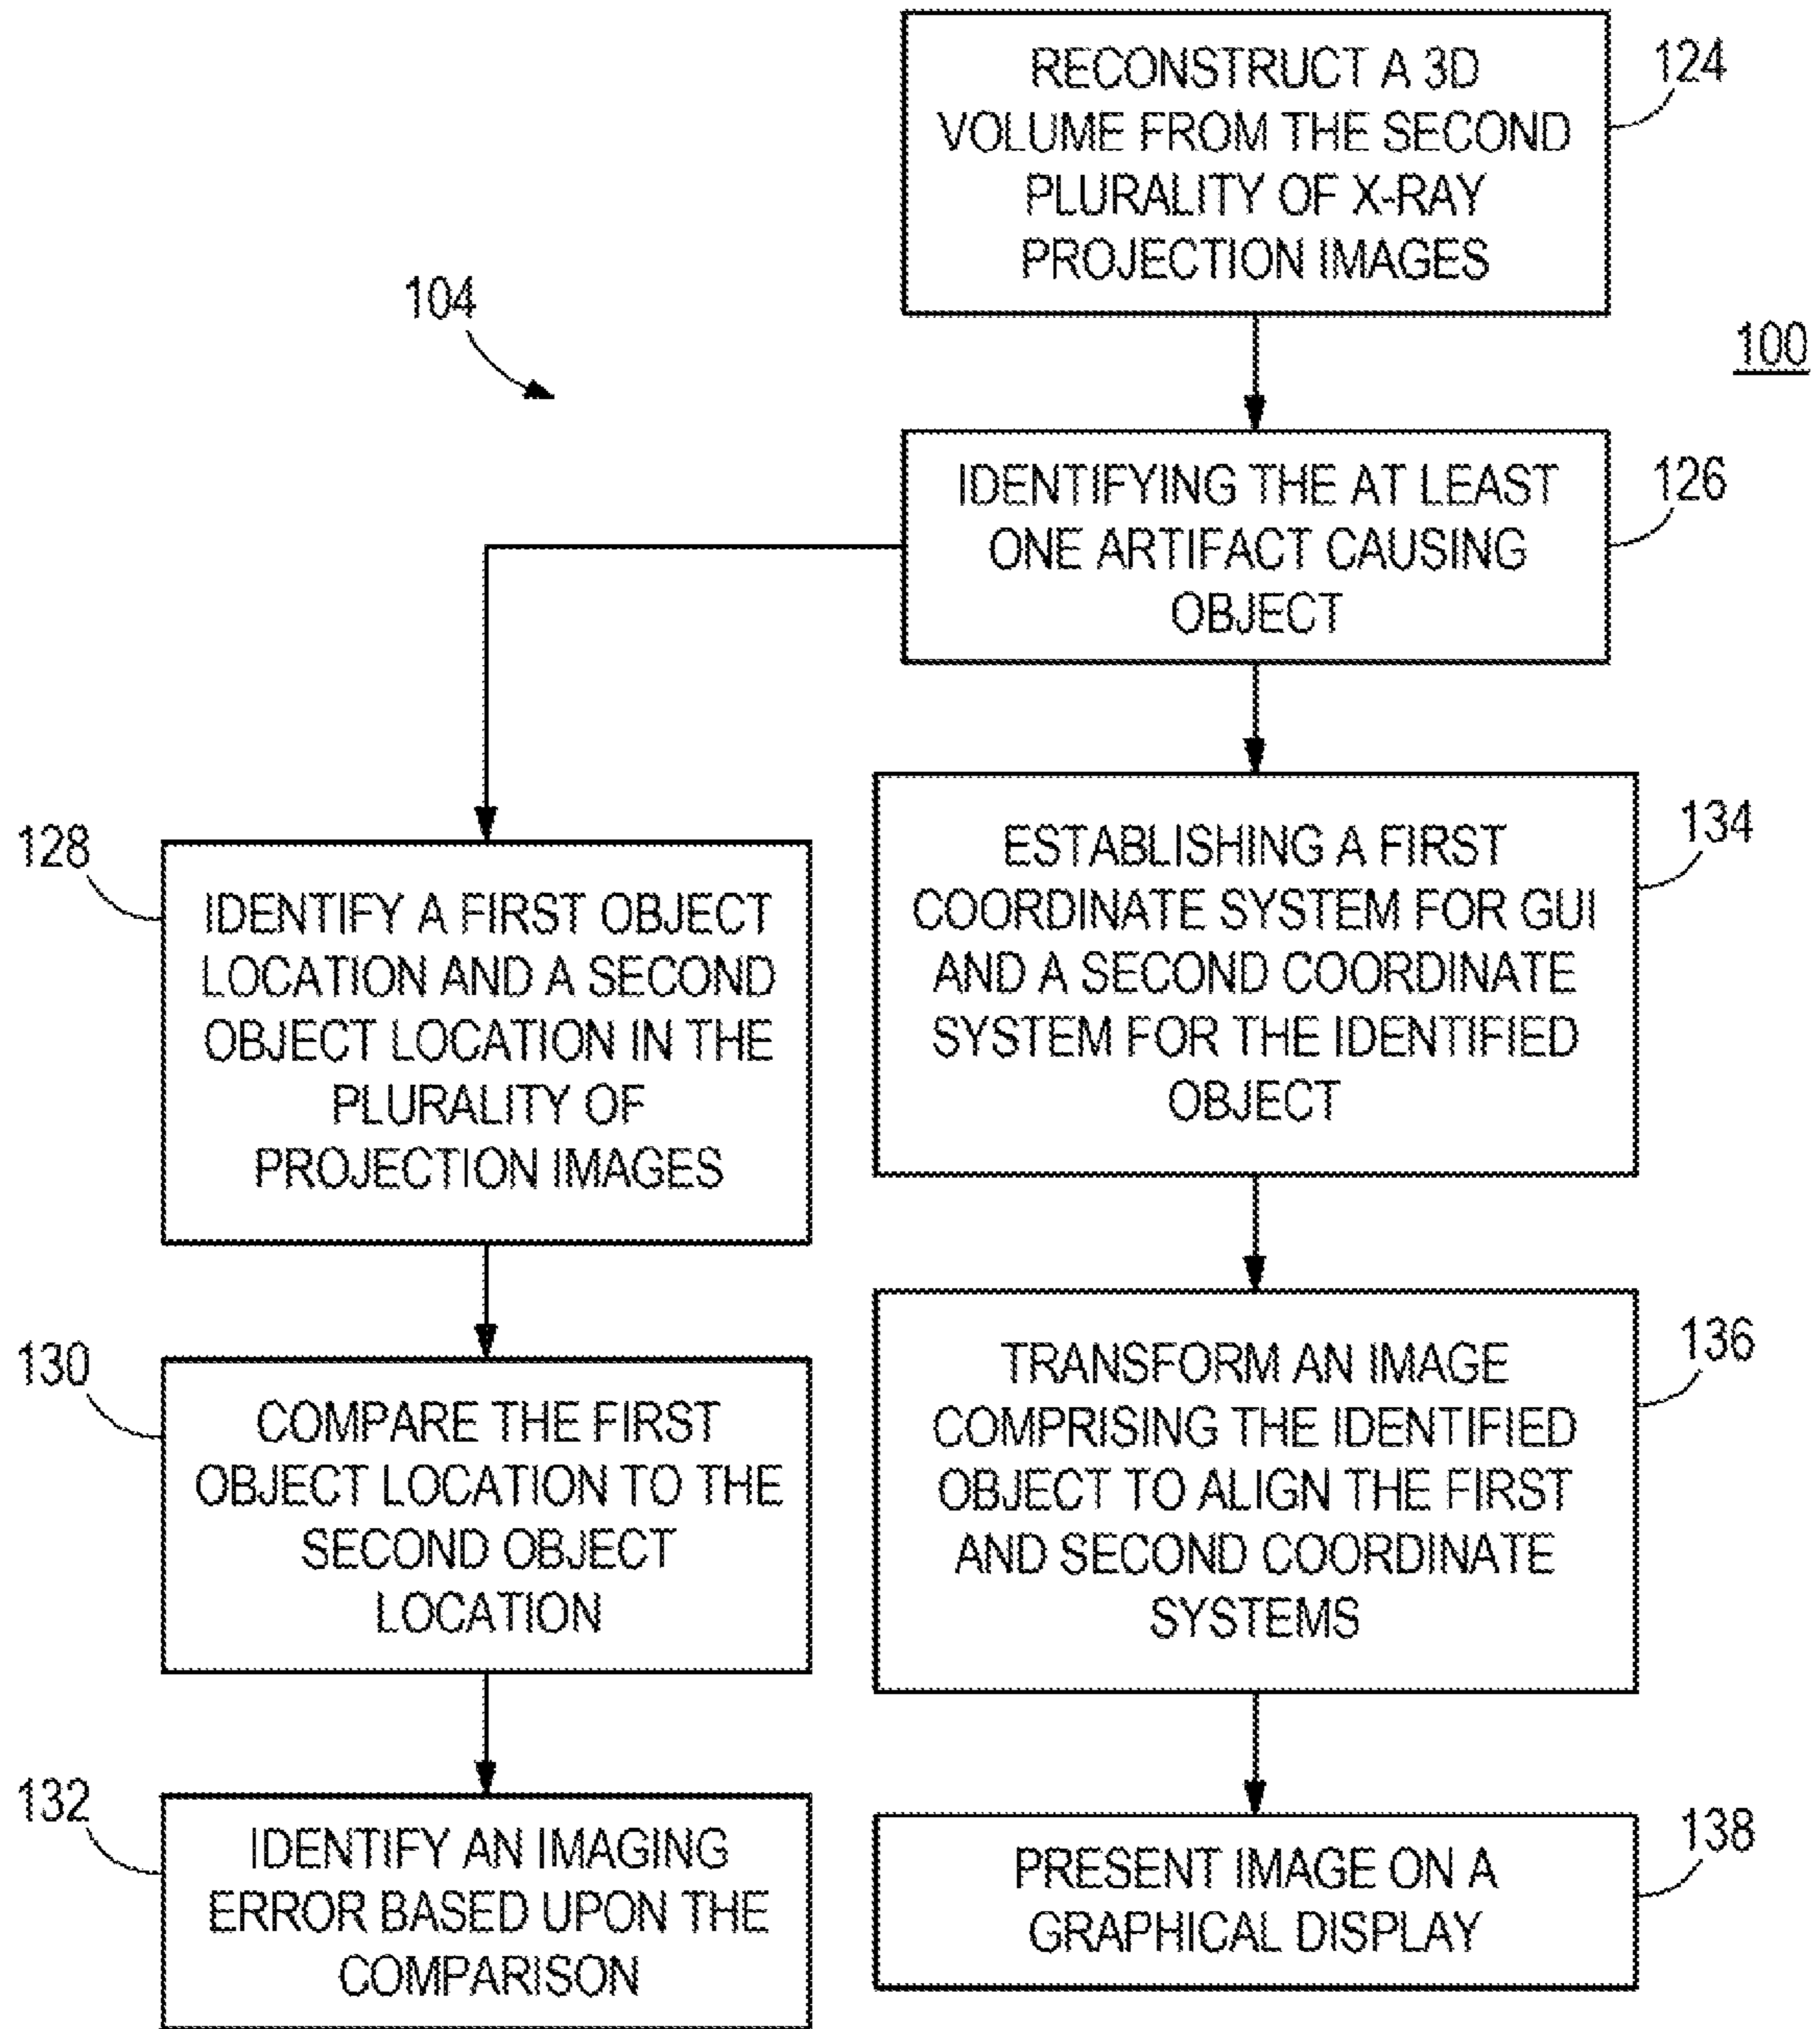 RECONSTRUCT A 3D
VOLUME FROM THE SECOND
PLURALITY OF X-RAY
PROJECTION IMAGES
124
104
100
IDENTIFYING THE AT LEAST
ONE ARTIFACT CAUSING
OBJECT
126
128
IDENTIFY A FIRST OBJECT
LOCATION AND A SECOND
OBJECT LOCATION IN THE
PLURALITY OF
PROJECTION IMAGES
130
COMPARE THE FIRST
OBJECT LOCATION TO THE
SECOND OBJECT
LOCATION
132
IDENTIFY AN IMAGING
ERROR BASED UPON THE
COMPARISON
ESTABLISHING A FIRST
COORDINATE SYSTEM FOR GUI
AND A SECOND COORDINATE
SYSTEM FOR THE IDENTIFIED
OBJECT
134
TRANSFORM AN IMAGE
COMPRISING THE IDENTIFIED
OBJECT TO ALIGN THE FIRST
AND SECOND COORDINATE
SYSTEMS
136
PRESENT IMAGE ON A
GRAPHICAL DISPLAY
138